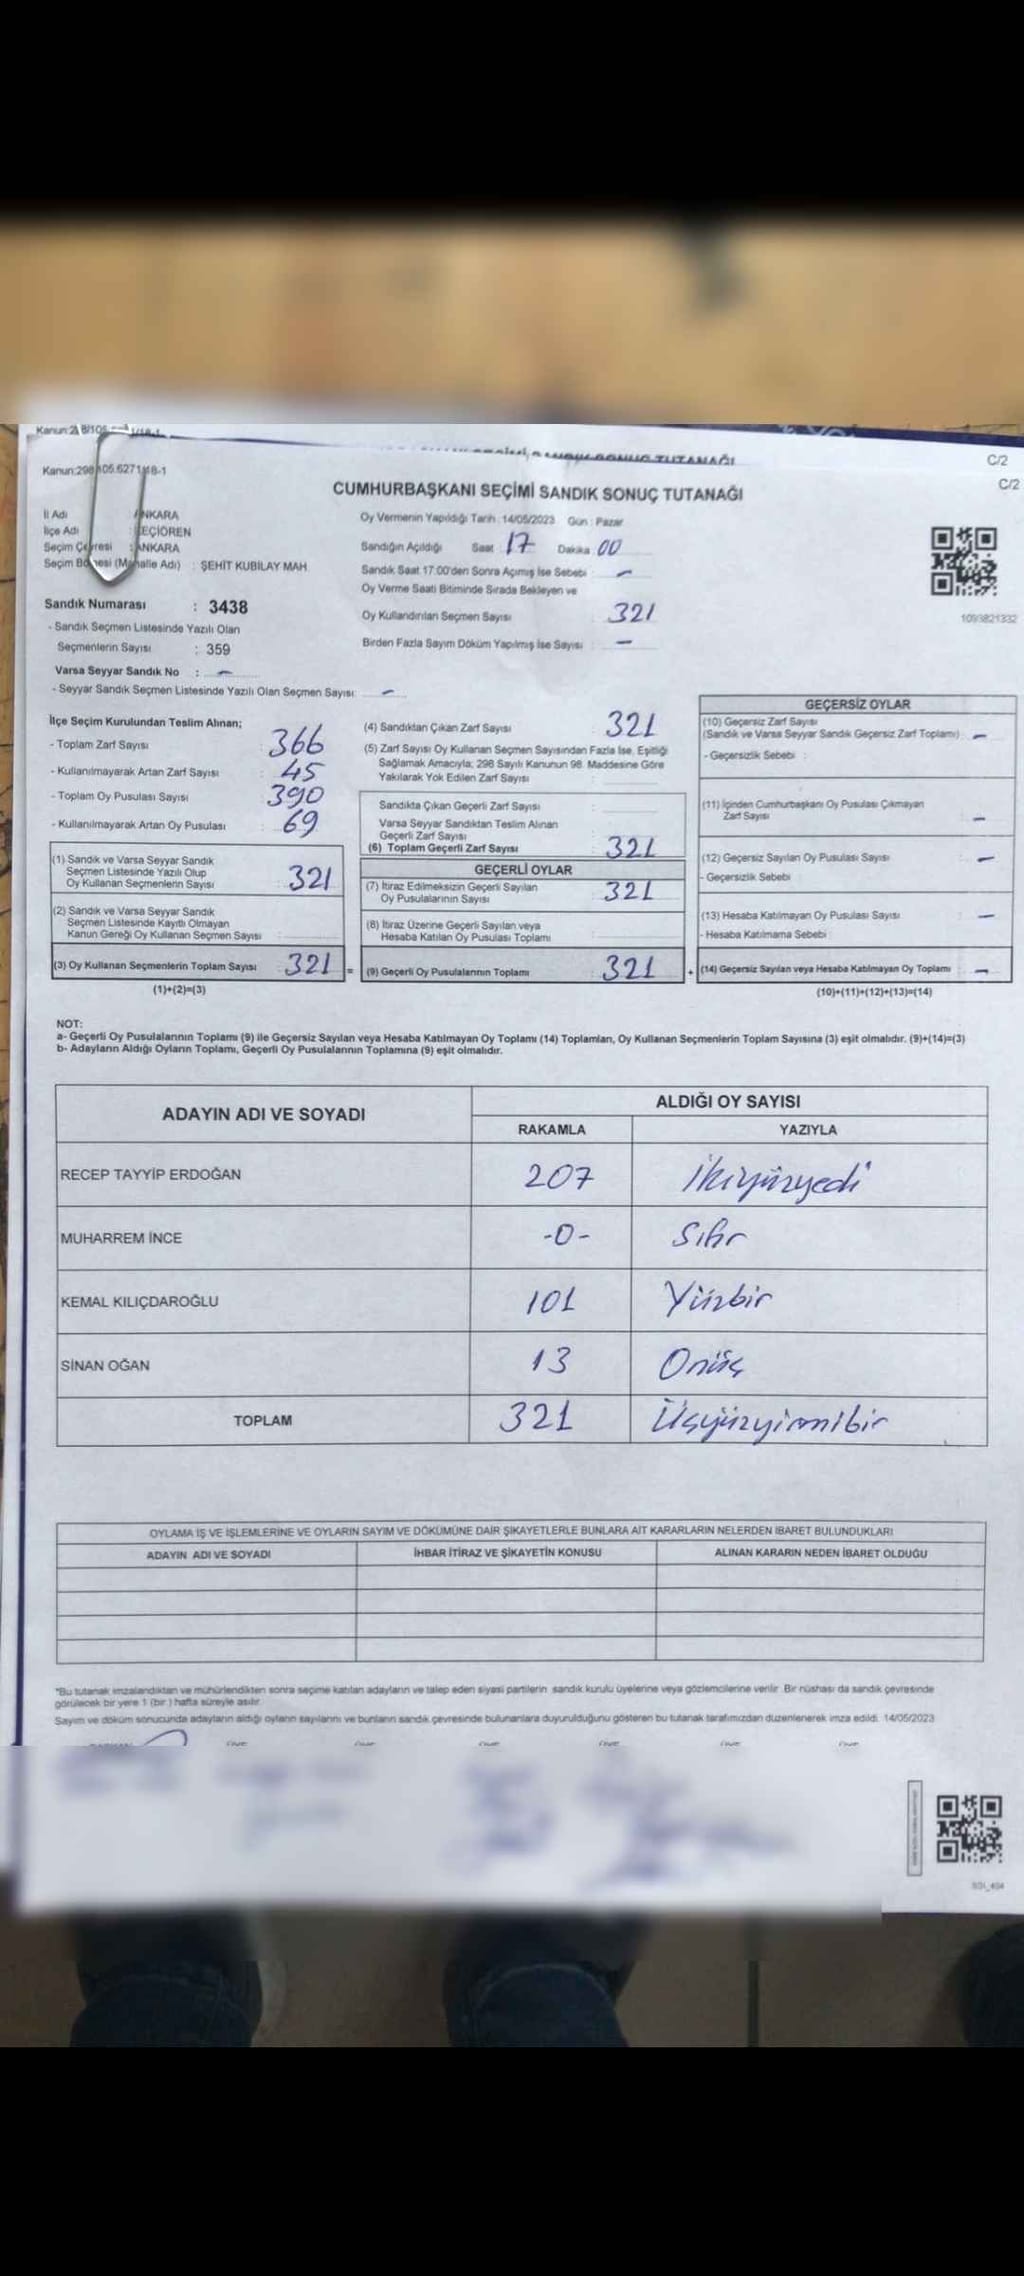 C/2
Kanun:298 105.6271/18-1
C/2
CUMHURBAŞKANI SEÇİMİ SANDIK SONUÇ TUTANAĞI
İl Adı : ANKARA
İlçe Adı : KEÇİÖREN
Seçim Çevresi : ANKARA
Seçim Bölgesi (Mahalle Adı) : ŞEHİT KUBİLAY MAH.
Sandık Numarası : 3438
- Sandık Seçmen Listesinde Yazılı Olan
Seçmenlerin Sayısı : 359
Varsa Seyyar Sandık No : -
- Seyyar Sandık Seçmen Listesinde Yazılı Olan Seçmen Sayısı : -
Oy Vermenin Yapıldığı Tarih : 14/05/2023 Gün : Pazar
Sandığın Açıldığı Saat : 17 Dakika : 00
Sandık Saat 17:00'den Sonra Açılmış İse Sebebi : -
Oy Verme Saati Bitiminde Sırada Bekleyen ve
Oy Kullandırılan Seçmen Sayısı : 321
Birden Fazla Sayım Döküm Yapılmış İse Sayısı : -
1093821332
İlçe Seçim Kurulundan Teslim Alınan;
- Toplam Zarf Sayısı : 366
- Kullanılmayarak Artan Zarf Sayısı : 45
- Toplam Oy Pusulası Sayısı : 390
- Kullanılmayarak Artan Oy Pusulası : 69
(1) Sandık ve Varsa Seyyar Sandık
Seçmen Listesinde Yazılı Olup
Oy Kullanan Seçmenlerin Sayısı : 321
(2) Sandık ve Varsa Seyyar Sandık
Seçmen Listesinde Kayıtlı Olmayan
Kanun Gereği Oy Kullanan Seçmen Sayısı :
(3) Oy Kullanan Seçmenlerin Toplam Sayısı : 321 =
(1)+(2)=(3)
(4) Sandıktan Çıkan Zarf Sayısı : 321
(5) Zarf Sayısı Oy Kullanan Seçmen Sayısından Fazla İse, Eşitliği
Sağlamak Amacıyla; 298 Sayılı Kanunun 98. Maddesine Göre
Yakılarak Yok Edilen Zarf Sayısı :
Sandıkta Çıkan Geçerli Zarf Sayısı :
Varsa Seyyar Sandıktan Teslim Alınan
Geçerli Zarf Sayısı :
(6) Toplam Geçerli Zarf Sayısı : 321
GEÇERLİ OYLAR
(7) İtiraz Edilmeksizin Geçerli Sayılan
Oy Pusulalarının Sayısı : 321
(8) İtiraz Üzerine Geçerli Sayılan veya
Hesaba Katılan Oy Pusulası Toplamı :
(9) Geçerli Oy Pusulalarının Toplamı : 321 +
GEÇERSİZ OYLAR
(10) Geçersiz Zarf Sayısı
(Sandık ve Varsa Seyyar Sandık Geçersiz Zarf Toplamı) : -
- Geçersizlik Sebebi :
(11) İçinden Cumhurbaşkanı Oy Pusulası Çıkmayan
Zarf Sayısı : -
(12) Geçersiz Sayılan Oy Pusulası Sayısı : -
- Geçersizlik Sebebi :
(13) Hesaba Katılmayan Oy Pusulası Sayısı : -
- Hesaba Katılmama Sebebi :
(14) Geçersiz Sayılan veya Hesaba Katılmayan Oy Toplamı : -
(10)+(11)+(12)+(13)=(14)
NOT:
a- Geçerli Oy Pusulalarının Toplamı (9) ile Geçersiz Sayılan veya Hesaba Katılmayan Oy Toplamı (14) Toplamları, Oy Kullanan Seçmenlerin Toplam Sayısına (3) eşit olmalıdır. (9)+(14)=(3)
b- Adayların Aldığı Oyların Toplamı, Geçerli Oy Pusulalarının Toplamına (9) eşit olmalıdır.
ADAYIN ADI VE SOYADI
ALDIĞI OY SAYISI
RAKAMLA YAZIYLA
RECEP TAYYİP ERDOĞAN 207 İkiyüzyedi
MUHARREM İNCE -0- Sıfır
KEMAL KILIÇDAROĞLU 101 Yüzbir
SİNAN OĞAN 13 Onüç
TOPLAM 321 Üçyüzyirmibir
OYLAMA İŞ VE İŞLEMLERİNE VE OYLARIN SAYIM VE DÖKÜMÜNE DAİR ŞİKAYETLERLE BUNLARA AİT KARARLARIN NELERDEN İBARET BULUNDUKLARI
ADAYIN ADI VE SOYADI İHBAR İTİRAZ VE ŞİKAYETİN KONUSU ALINAN KARARIN NEDEN İBARET OLDUĞU
*Bu tutanak imzalandıktan ve mühürlendikten sonra seçime katılan adayların ve talep eden siyasi partilerin sandık kurulu üyelerine veya gözlemcilerine verilir. Bir nüshası da sandık çevresinde
görülecek bir yere 1 (bir ) hafta süreyle asılır.
Sayım ve döküm sonucunda adayların aldığı oyların sayılarını ve bunların sandık çevresinde bulunanlara duyurulduğunu gösteren bu tutanak tarafımızdan düzenlenerek imza edildi. 14/05/2023